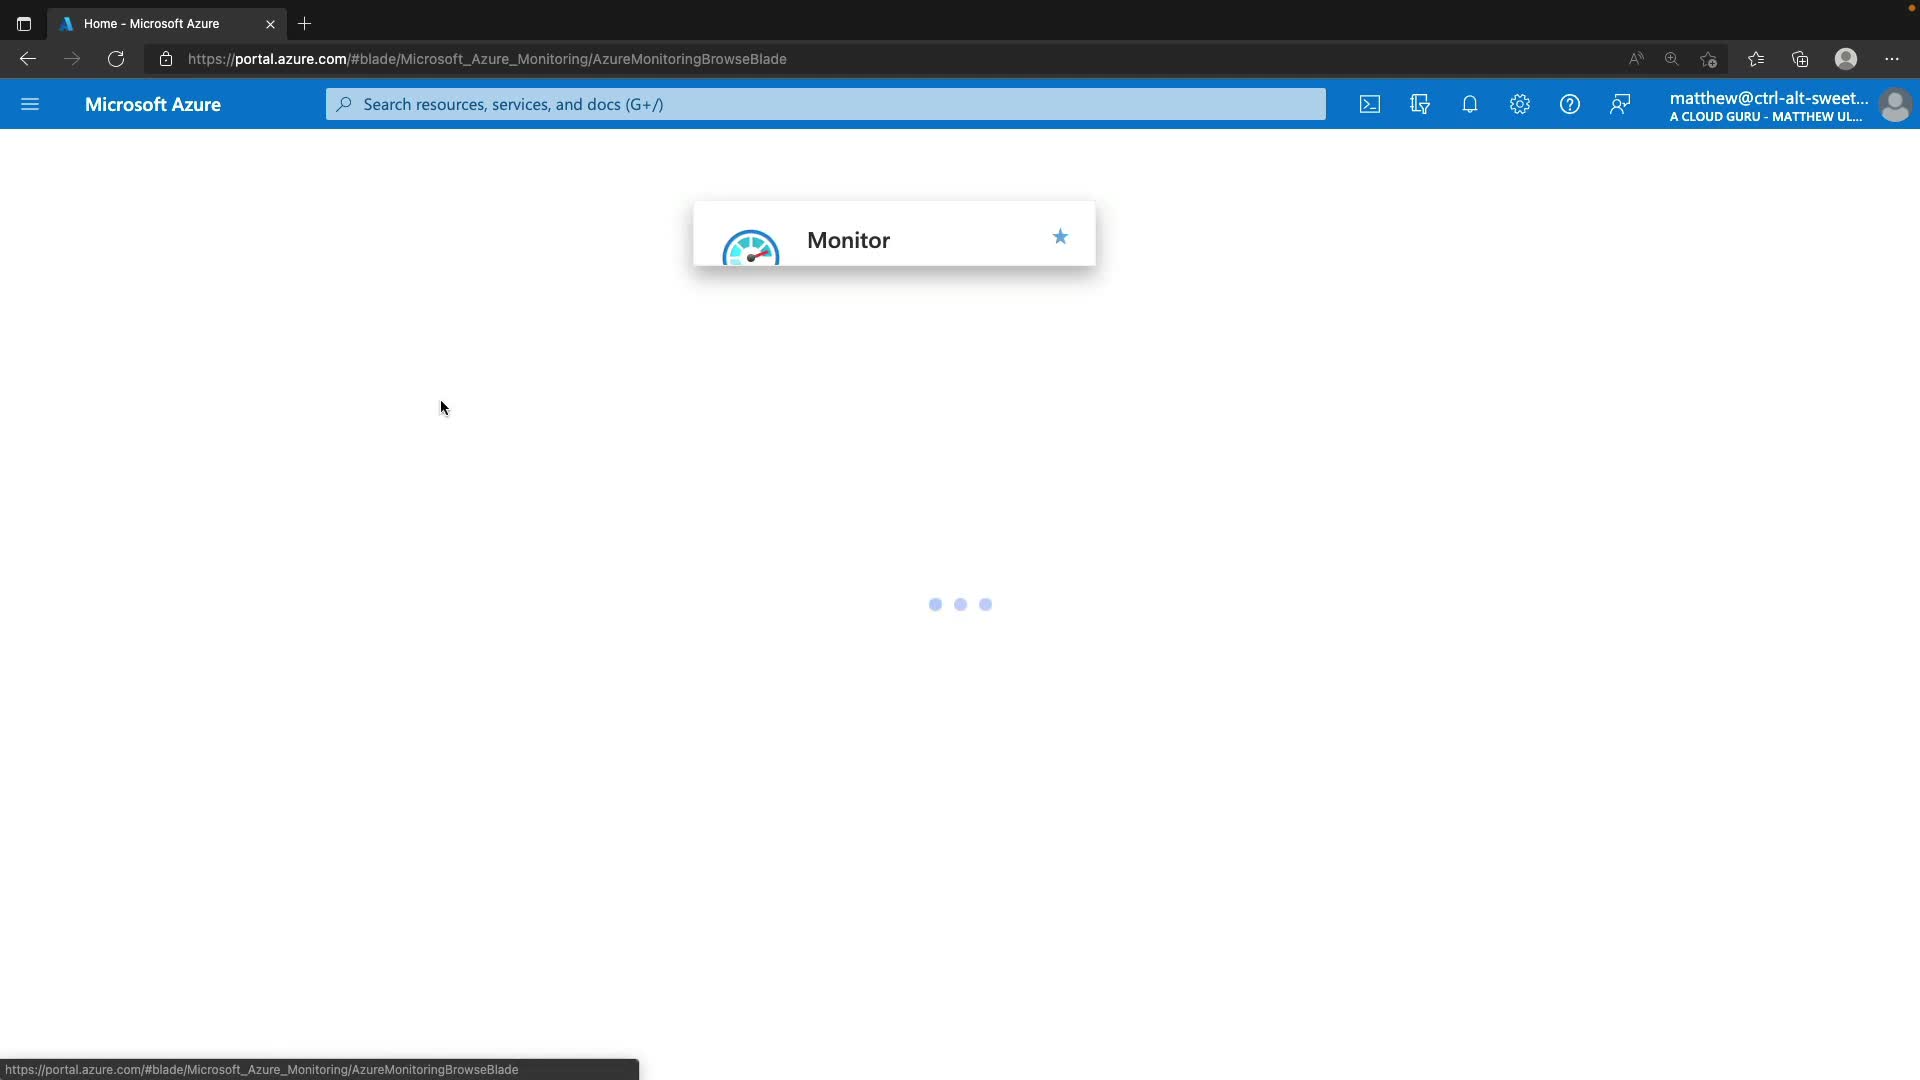 Home - Microsoft Azure
https://portal.azure.com/#blade/Microsoft_Azure_Monitoring/AzureMonitoringBrowseBlade
Microsoft Azure
Search resources, services, and docs (G+/)
matthew@ctrl-alt-sweet...
A CLOUD GURU - MATTHEW UL...
Monitor
https://portal.azure.com/#blade/Microsoft_Azure_Monitoring/AzureMonitoringBrowseBlade